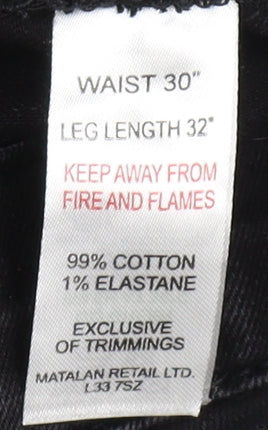 WAIST 30"
LEG LENGTH 32"
KEEP AWAY FROM
FIRE AND FLAMES
99% COTTON
1% ELASTANE
EXCLUSIVE
OF TRIMMINGS
MATALAN RETAIL LTD.
L33 7SZ